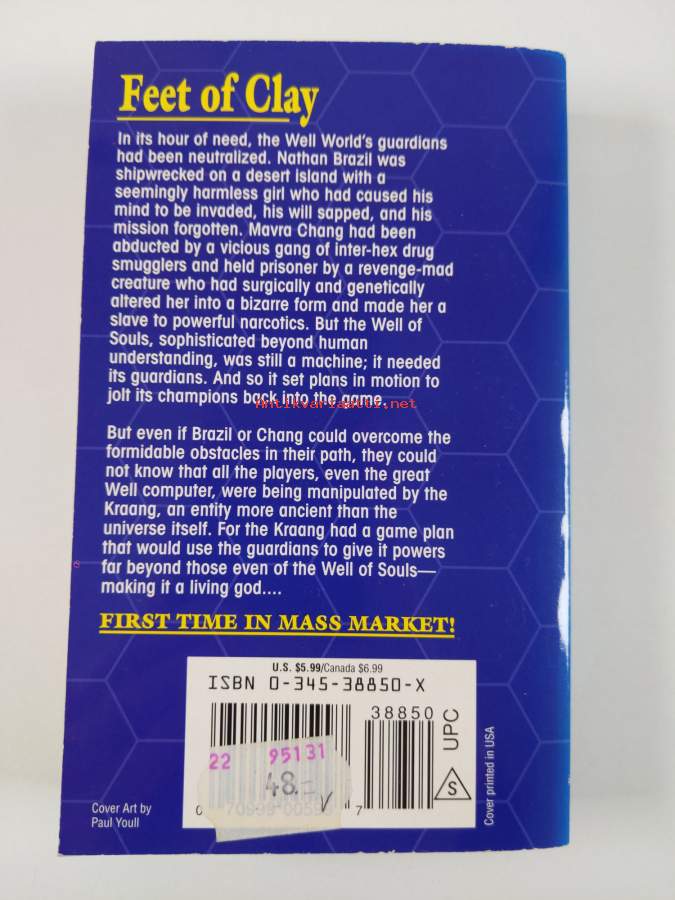 Feet of Clay
In its hour of need, the Well World's guardians
had been neutralized. Nathan Brazil was
shipwrecked on a desert island with a
seemingly harmless girl who had caused his
mind to be invaded, his will sapped, and his
mission forgotten. Mavra Chang had been
abducted by a vicious gang of inter-hex drug
smugglers and held prisoner by a revenge-mad
creature who had surgically and genetically
altered her into a bizarre form and made her a
slave to powerful narcotics. But the Well of
Souls, sophisticated beyond human
understanding, was still a machine; it needed
its guardians. And so it set plans in motion to
jolt its champions back into the game.
Antikvariaatti.net
But even if Brazil or Chang could overcome the
formidable obstacles in their path, they could
not know that all the players, even the great
Well computer, were being manipulated by the
Kraang, an entity more ancient than the
universe itself. For the Kraang had a game plan
that would use the guardians to give it powers
far beyond those even of the Well of Souls—
making it a living god....
FIRST TIME IN MASS MARKET!
U.S. $5.99/Canada $6.99
ISBN 0-345-38850-X
38850
UPC
S
22 95131
48.=
0 7
Cover Art by
Paul Youll
Cover printed in USA